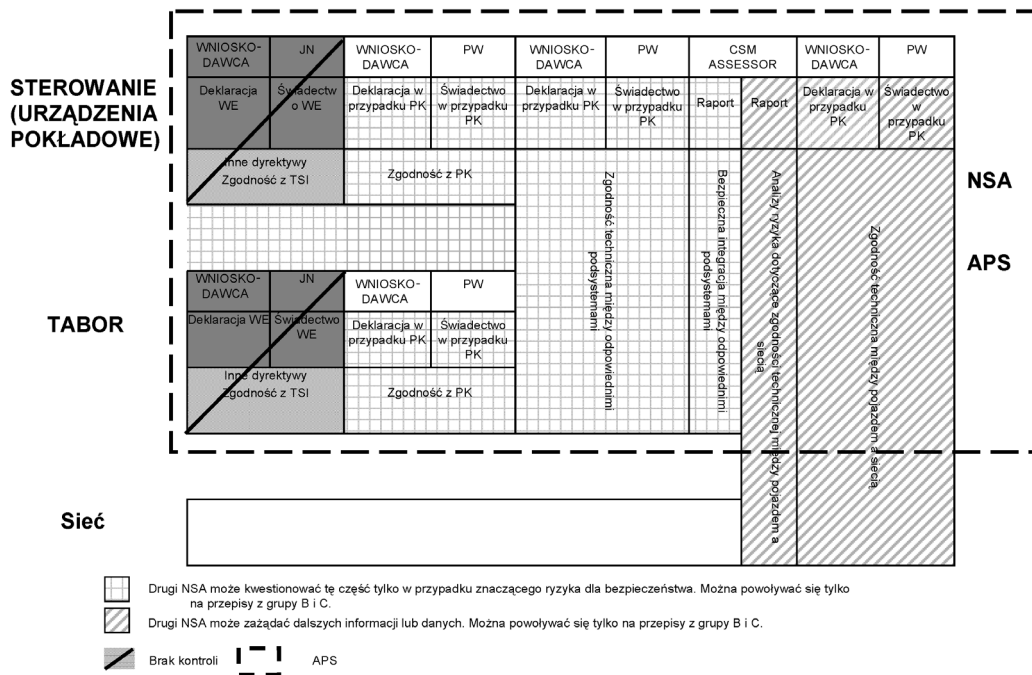 WNIOSKO-
DAWCA
JN
WNIOSKO-
DAWCA
PW
WNIOSKO-
DAWCA
PW
CSM
ASSESSOR
WNIOSKO-
DAWCA
PW
STEROWANIE
(URZĄDZENIA
POKŁADOWE)
Deklaracja
WE
Świadectw
o WE
Deklaracja w
przypadku PK
Świadectwo
w przypadku
PK
Deklaracja w
przypadku PK
Świadectwo
w przypadku
PK
Raport
Raport
Deklaracja w
przypadku PK
Świadectwo
w
przypadku
PK
Inne dyrektywy
Zgodność z TSI
Zgodność z PK
Zgodność techniczna między odpowiednimi
podsystemami
Bezpieczna integracja między odpowiednimi
podsystemami
Analizy ryzyka dotyczące zgodności technicznej między pojazdem a
siecią
Zgodność techniczna między pojazdem a siecią
NSA
APS
TABOR
WNIOSKO-
DAWCA
JN
WNIOSKO-
DAWCA
PW
Deklaracja WE
Świadectwo
WE
Deklaracja w
przypadku PK
Świadectwo
w przypadku
PK
Inne dyrektywy
Zgodność z TSI
Zgodność z PK
Sieć
Drugi NSA może kwestionować tę część tylko w przypadku znaczącego ryzyka dla bezpieczeństwa. Można powoływać się tylko
na przepisy z grupy B i C.
Drugi NSA może zażądać dalszych informacji lub danych. Można powoływać się tylko na przepisy z grupy B i C.
Brak kontroli
APS